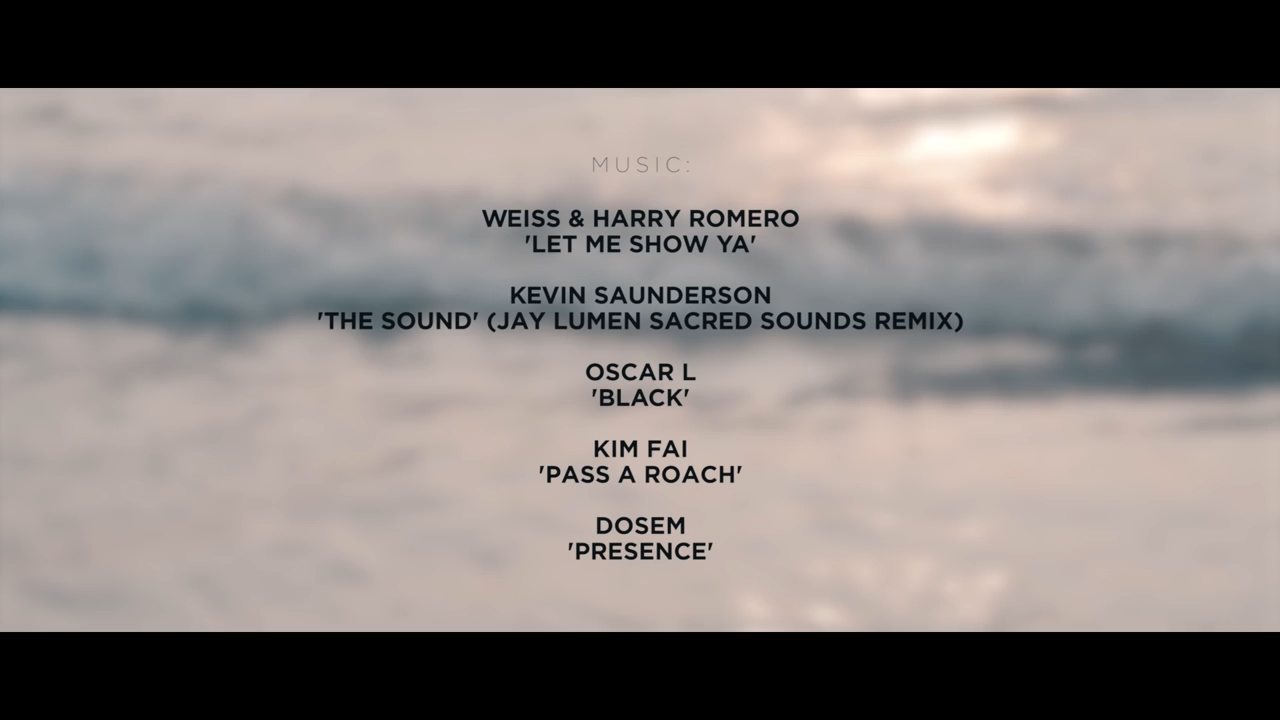 MUSIC:
WEISS & HARRY ROMERO
'LET ME SHOW YA'
KEVIN SAUNDERSON
'THE SOUND' (JAY LUMEN SACRED SOUNDS REMIX)
OSCAR L
'BLACK'
KIM FAI
'PASS A ROACH'
DOSEM
'PRESENCE'